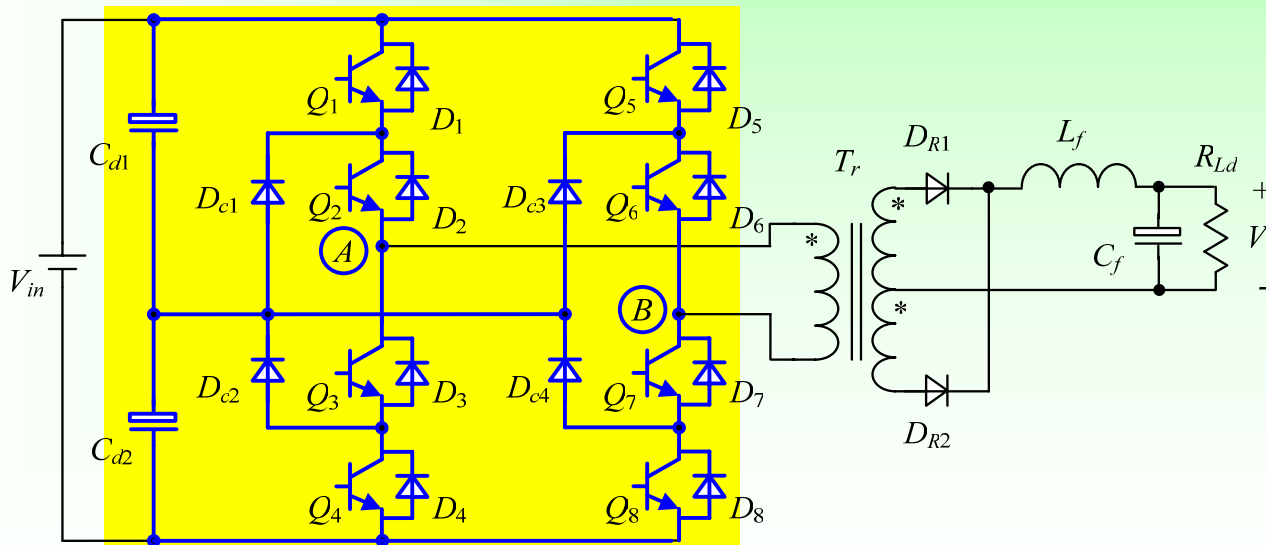 Q1
D1
Q5
D5
Cd1
Dc1
Q2
D2
Dc3
Q6
D6
Tr
DR1
Lf
RLd
*
*
+
V
-
A
Vin
B
*
Cf
Dc2
Q3
D3
Dc4
Q7
D7
DR2
Cd2
Q4
D4
Q8
D8